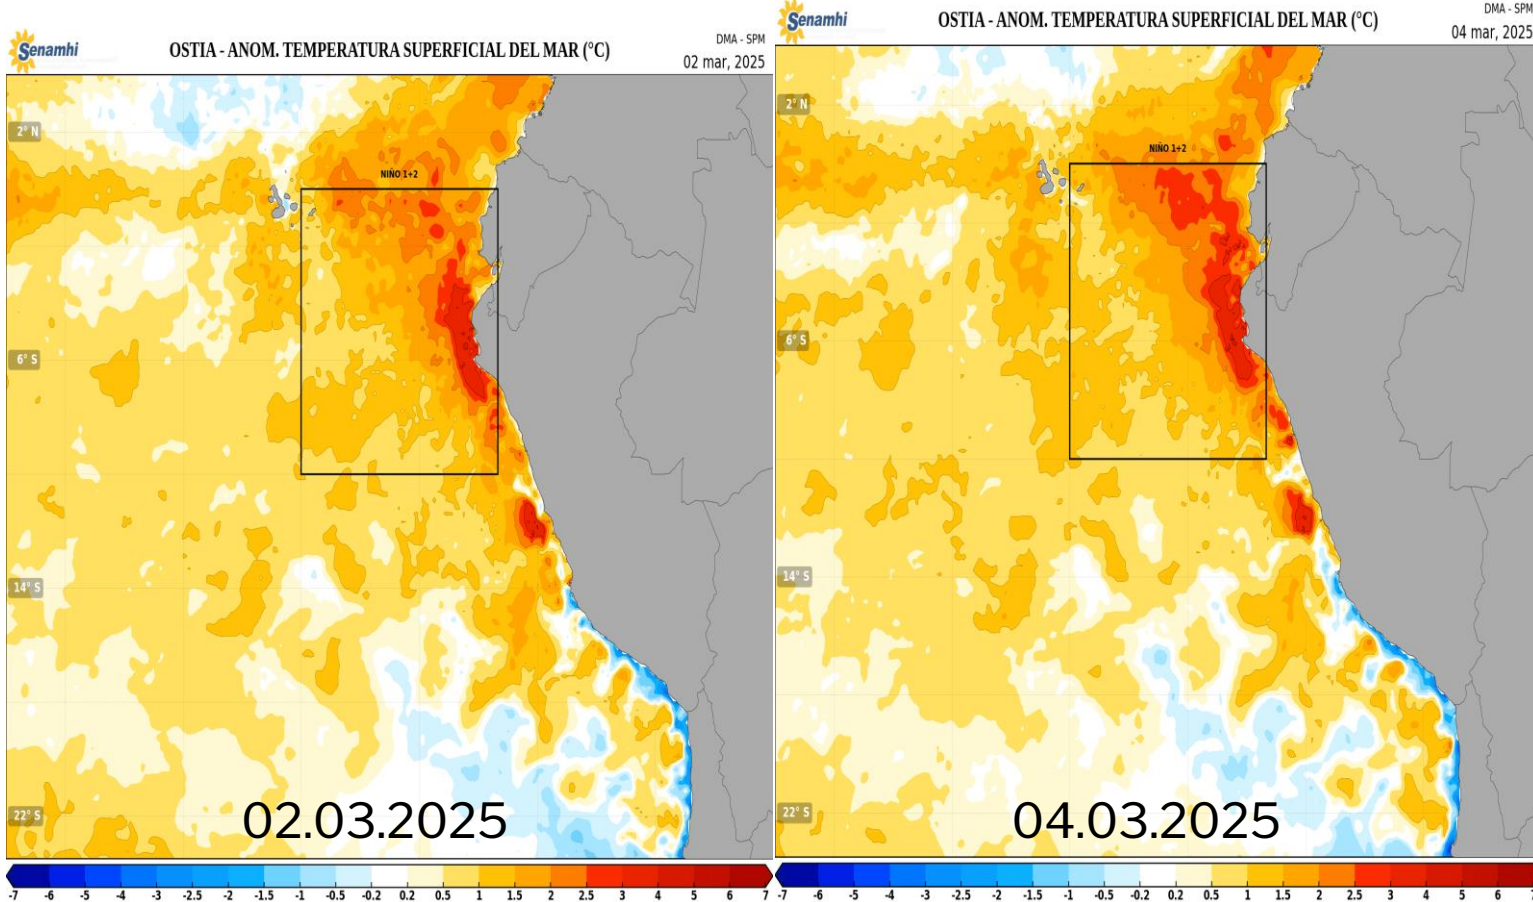 Senamhi
OSTIA - ANOM. TEMPERATURA SUPERFICIAL DEL MAR (°C)
DMA - SPM
02 mar, 2025
2° N
NIÑO 1+2
6° S
14° S
22° S
02.03.2025
-7 -6 -5 -4 -3 -2.5 -2 -1.5 -1 -0.5 -0.2 0.2 0.5 1 1.5 2 2.5 3 4 5 6 7
Senamhi
OSTIA - ANOM. TEMPERATURA SUPERFICIAL DEL MAR (°C)
DMA - SPM
04 mar, 2025
2° N
NIÑO 1+2
6° S
14° S
22° S
04.03.2025
-7 -6 -5 -4 -3 -2.5 -2 -1.5 -1 -0.5 -0.2 0.2 0.5 1 1.5 2 2.5 3 4 5 6 7